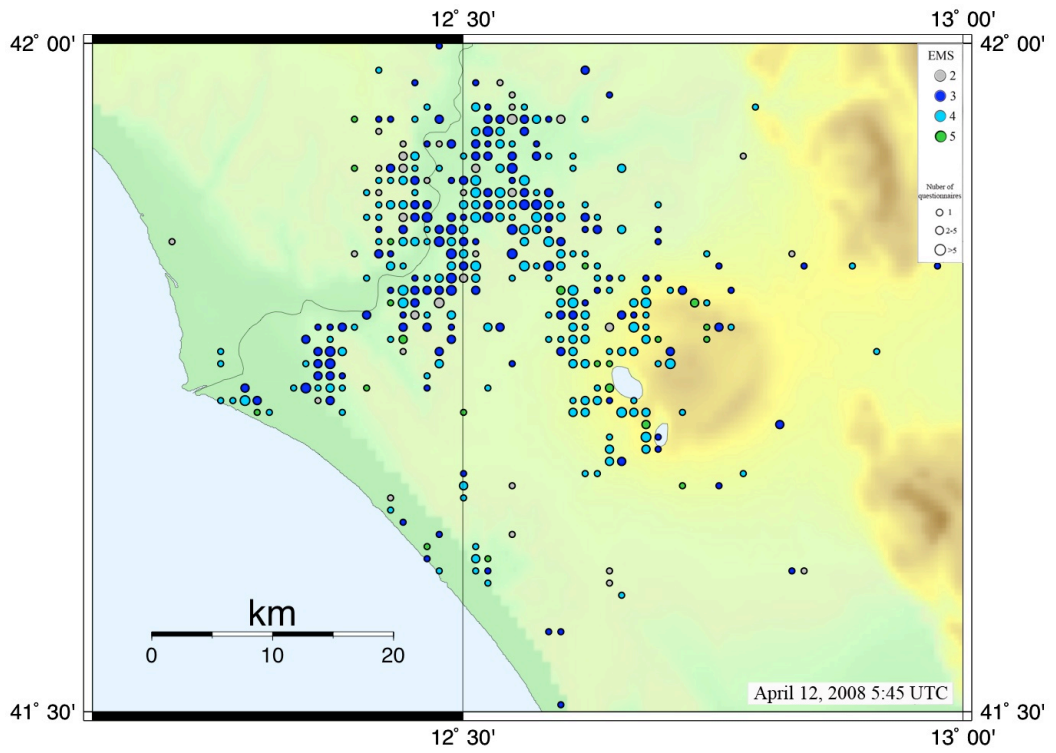 12° 30' 13° 00'
42° 00' 42° 00'
EMS
2
3
4
5
Nuber of
questionnaires
1
2-5
>5
km
0 10 20
April 12, 2008 5:45 UTC
41° 30' 41° 30'
12° 30' 13° 00'